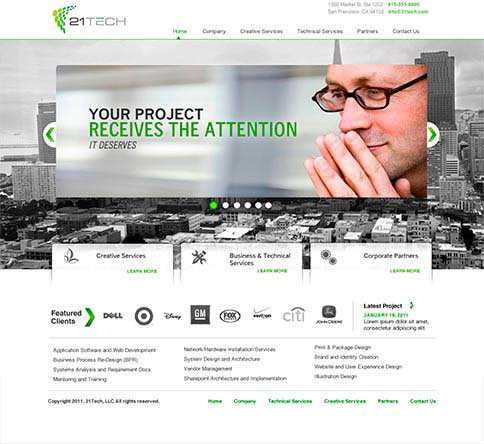 21TECH
1300 Market St. Ste 1202 415-355-8890
San Francisco, CA 94102 info@21tech.com
Home Company Creative Services Technical Services Partners Contact Us
YOUR PROJECT
RECEIVES THE ATTENTION
IT DESERVES
Creative Services
LEARN MORE
Business & Technical
Services
LEARN MORE
Corporate Partners
LEARN MORE
Featured
Clients
DELL
Disney
GM
FOX
verizon
citi
JOHN DEERE
Latest Project
JANUARY 19, 2011
Lorem ipsum dolor sit amet,
consectetur adipiscing elit
Application Software and Web Development
Business Process Re-Design (BPR)
Systems Analysis and Requirement Docs
Mentoring and Training
Network/Hardware Installation Services
System Design and Architecture
Vendor Management
Sharepoint Architecture and Implementation
Print & Package Design
Brand and Identity Creation
Website and User Experience Design
Illustration Design
Copyright 2011, 21Tech, LLC All rights reserved.
Home Company Technical Services Creative Services Partners Contact Us